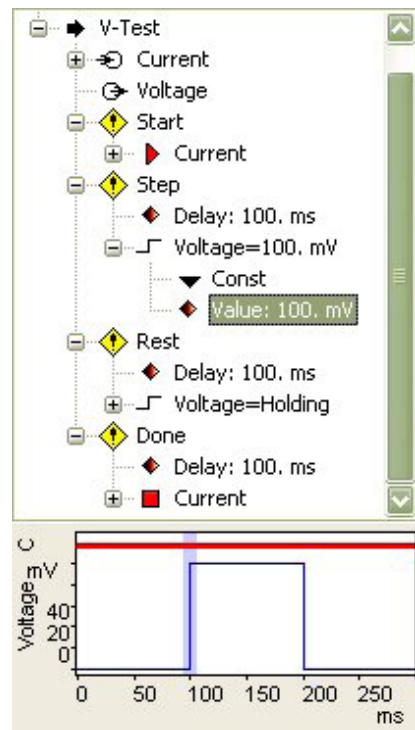 V-Test
Current
Voltage
Start
Current
Step
Delay: 100. ms
Voltage=100. mV
Const
Value: 100. mV
Rest
Delay: 100. ms
Voltage=Holding
Done
Delay: 100. ms
Current
C
mV
Voltage
40
20
0
0 50 100 150 200 250
ms